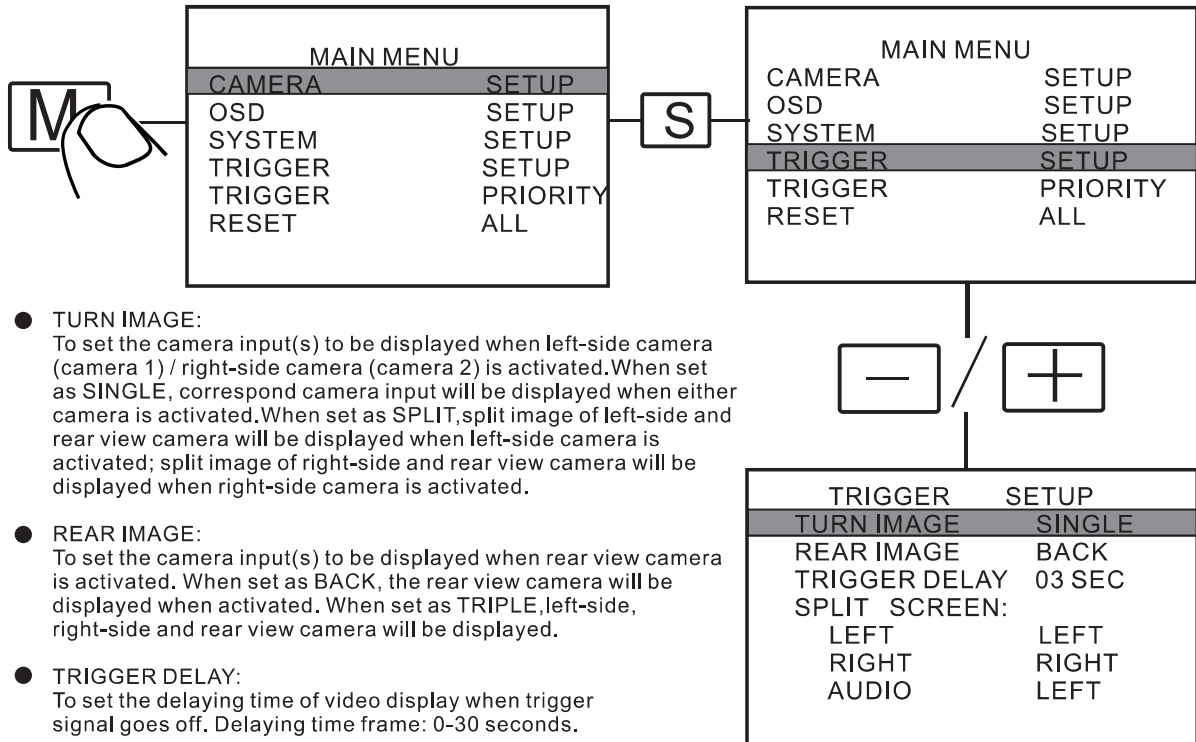 M
MAIN MENU
CAMERA SETUP
OSD SETUP
SYSTEM SETUP
TRIGGER SETUP
TRIGGER PRIORITY
RESET ALL
S
MAIN MENU
CAMERA SETUP
OSD SETUP
SYSTEM SETUP
TRIGGER SETUP
TRIGGER PRIORITY
RESET ALL
− / +
● TURN IMAGE:
To set the camera input(s) to be displayed when left-side camera
(camera 1) / right-side camera (camera 2) is activated.When set
as SINGLE, correspond camera input will be displayed when either
camera is activated.When set as SPLIT,split image of left-side and
rear view camera will be displayed when left-side camera is
activated; split image of right-side and rear view camera will be
displayed when right-side camera is activated.
● REAR IMAGE:
To set the camera input(s) to be displayed when rear view camera
is activated. When set as BACK, the rear view camera will be
displayed when activated. When set as TRIPLE,left-side,
right-side and rear view camera will be displayed.
● TRIGGER DELAY:
To set the delaying time of video display when trigger
signal goes off. Delaying time frame: 0-30 seconds.
TRIGGER SETUP
TURN IMAGE SINGLE
REAR IMAGE BACK
TRIGGER DELAY 03 SEC
SPLIT SCREEN:
LEFT LEFT
RIGHT RIGHT
AUDIO LEFT